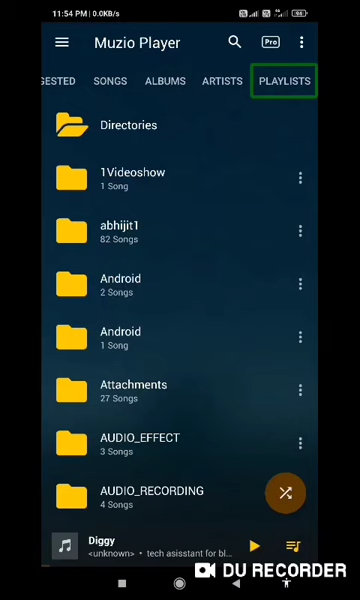 11:54 PM | 0.0KB/s
Muzio Player
Pro
GESTED SONGS ALBUMS ARTISTS PLAYLISTS
Directories
1Videoshow
1 Song
abhijit1
82 Songs
Android
2 Songs
Android
1 Song
Attachments
27 Songs
AUDIO_EFFECT
3 Songs
AUDIO_RECORDING
4 Songs
Diggy
<unknown> • tech asisstant for bl...
DU RECORDER